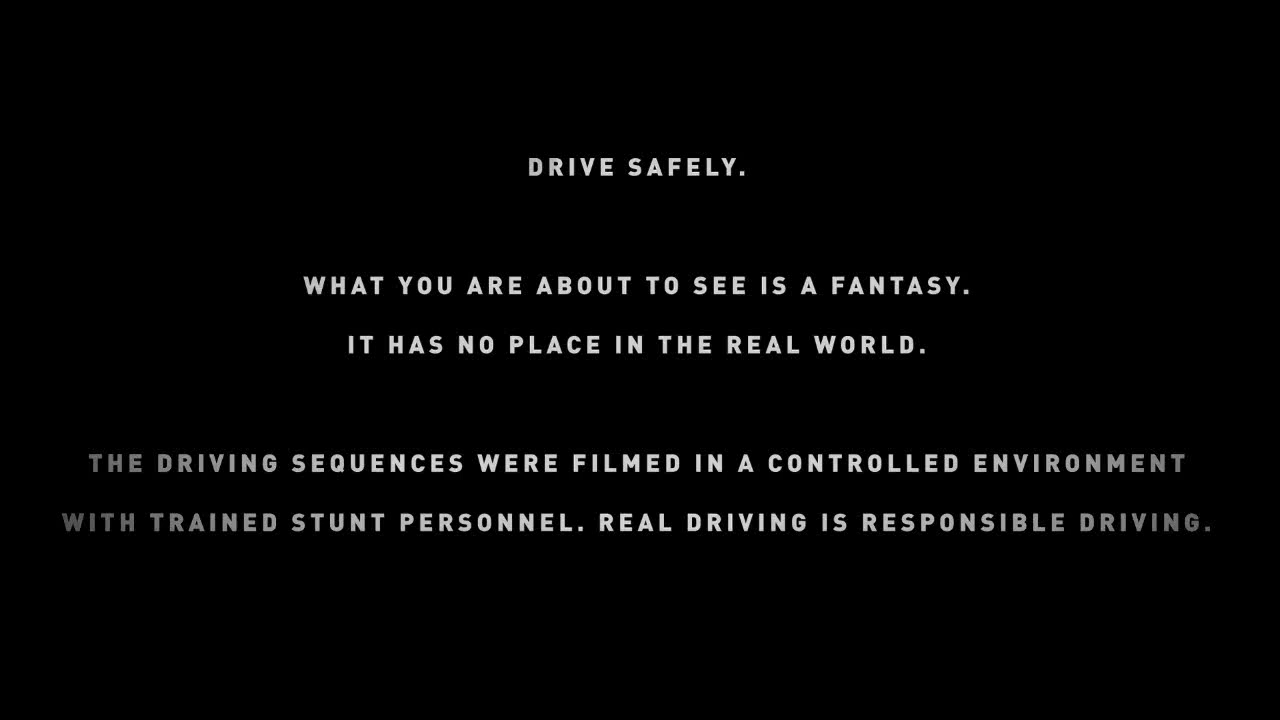 DRIVE SAFELY.
WHAT YOU ARE ABOUT TO SEE IS A FANTASY.
IT HAS NO PLACE IN THE REAL WORLD.
THE DRIVING SEQUENCES WERE FILMED IN A CONTROLLED ENVIRONMENT
WITH TRAINED STUNT PERSONNEL. REAL DRIVING IS RESPONSIBLE DRIVING.